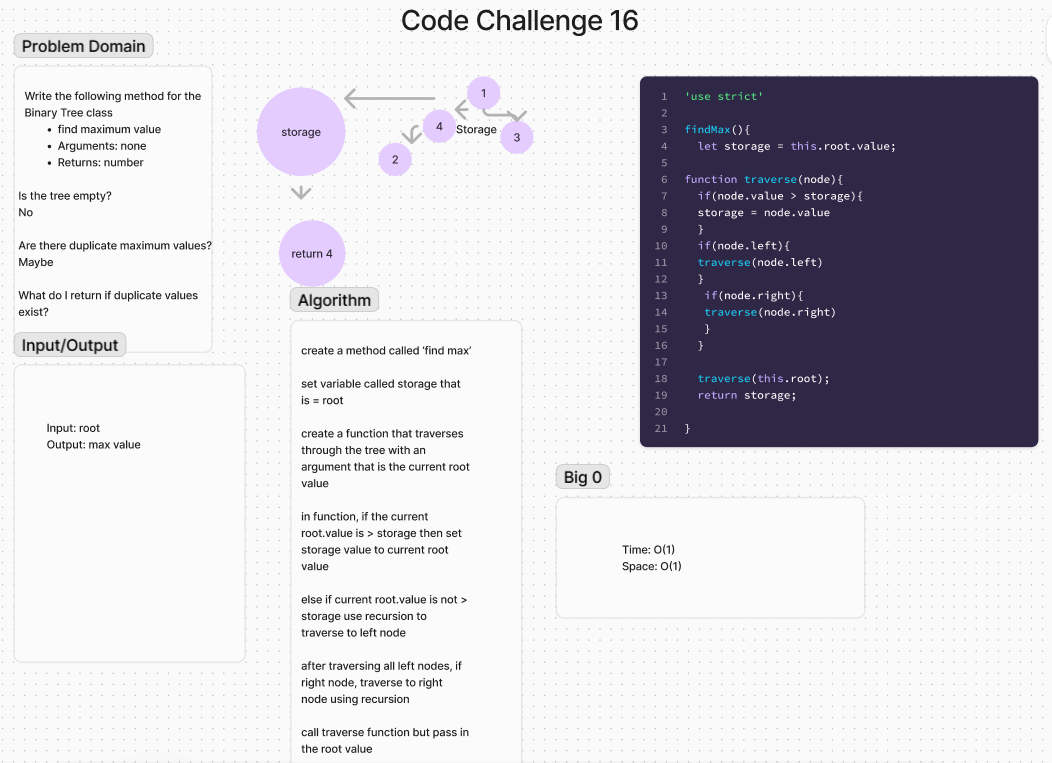 Code Challenge 16
Problem Domain
Write the following method for the
Binary Tree class
• find maximum value
• Arguments: none
• Returns: number
Is the tree empty?
No
Are there duplicate maximum values?
Maybe
What do I return if duplicate values
exist?
Input/Output
Input: root
Output: max value
storage
1
4
Storage
3
2
return 4
Algorithm
create a method called ‘find max’
set variable called storage that
is = root
create a function that traverses
through the tree with an
argument that is the current root
value
in function, if the current
root.value is > storage then set
storage value to current root
value
else if current root.value is not >
storage use recursion to
traverse to left node
after traversing all left nodes, if
right node, traverse to right
node using recursion
call traverse function but pass in
the root value
1 'use strict'
2
3 findMax(){
4 let storage = this.root.value;
5
6 function traverse(node){
7 if(node.value > storage){
8 storage = node.value
9 }
10 if(node.left){
11 traverse(node.left)
12 }
13 if(node.right){
14 traverse(node.right)
15 }
16 }
17
18 traverse(this.root);
19 return storage;
20
21 }
Big 0
Time: O(1)
Space: O(1)